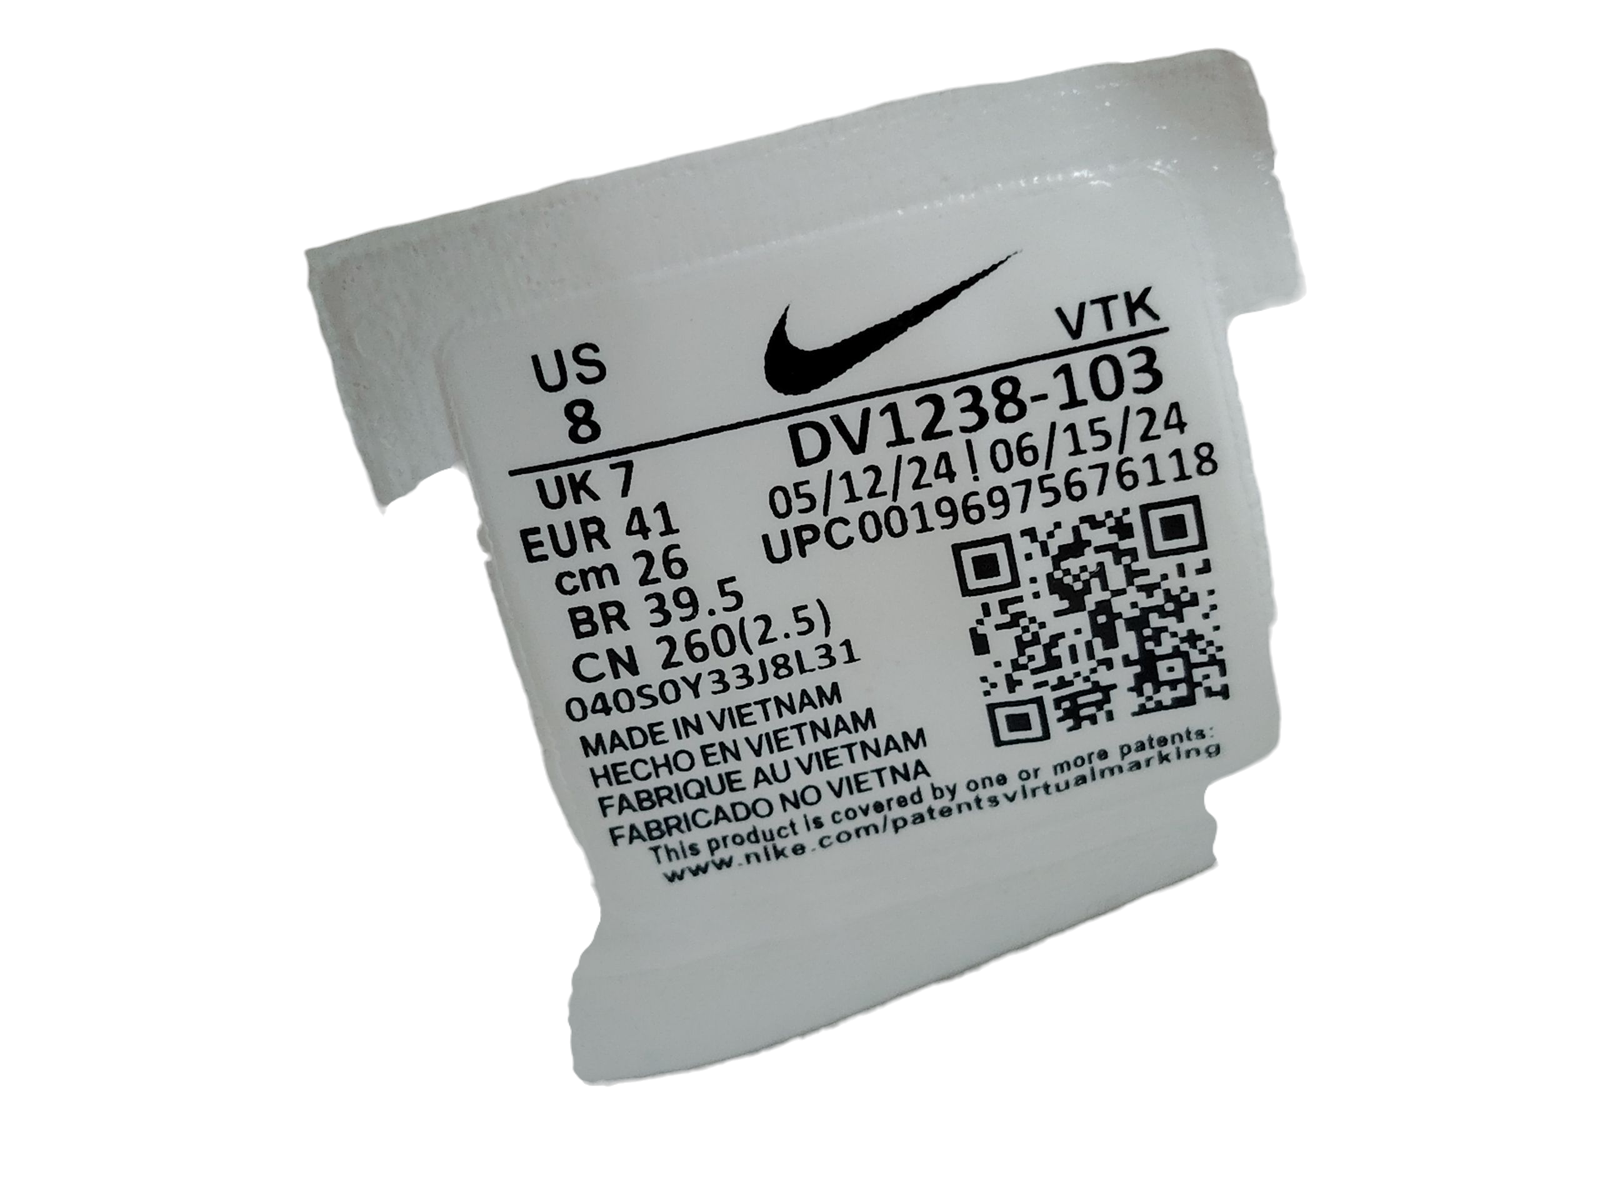 US
8
VTK
DV1238-103
UK 7
05/12/24!06/15/24
EUR 41
UPC00196975676118
cm 26
BR 39.5
CN 260(2.5)
040S0Y33J8L31
MADE IN VIETNAM
HECHO EN VIETNAM
FABRIQUE AU VIETNAM
FABRICADO NO VIETNA
This product is covered by one or more patents:
www.nike.com/patentsvirtualmarking